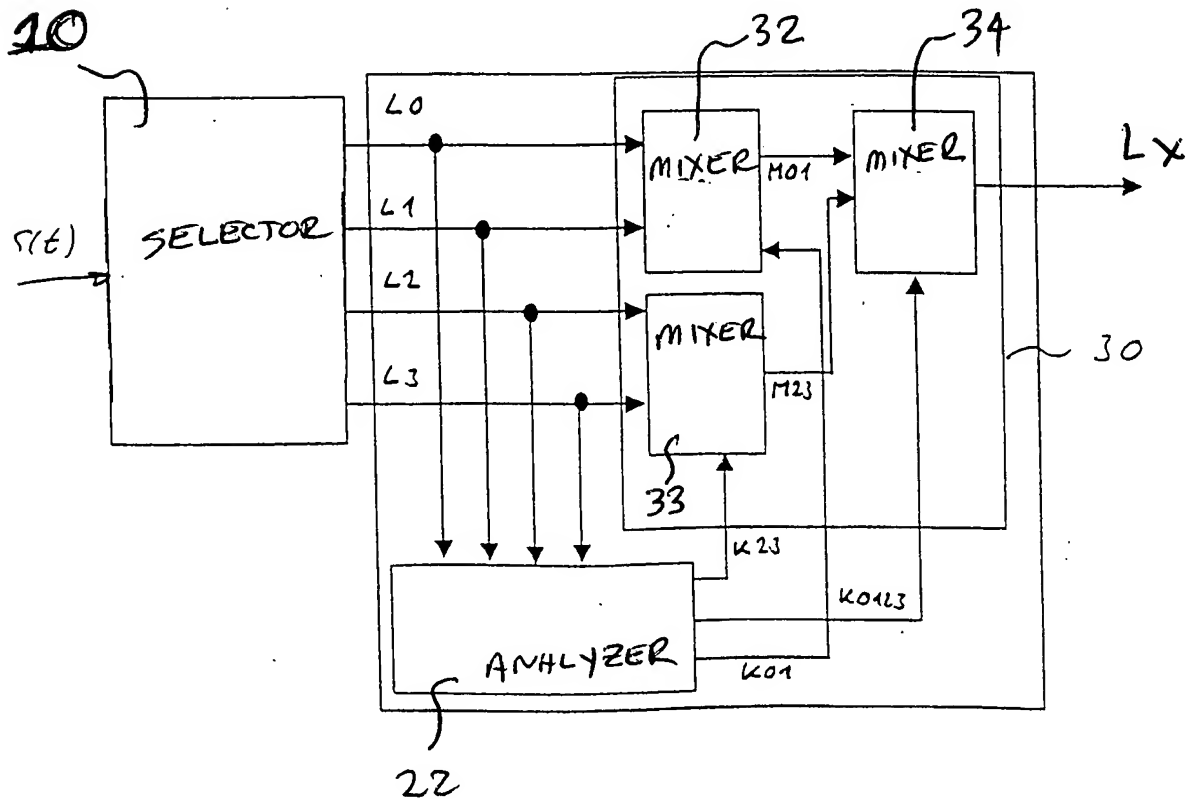 10
32
34
L0
MIXER
MIXER
M01
Lx
L1
r(t)
SELECTOR
L2
MIXER
30
L3
M23
33
K23
K0123
ANALYZER
K01
22